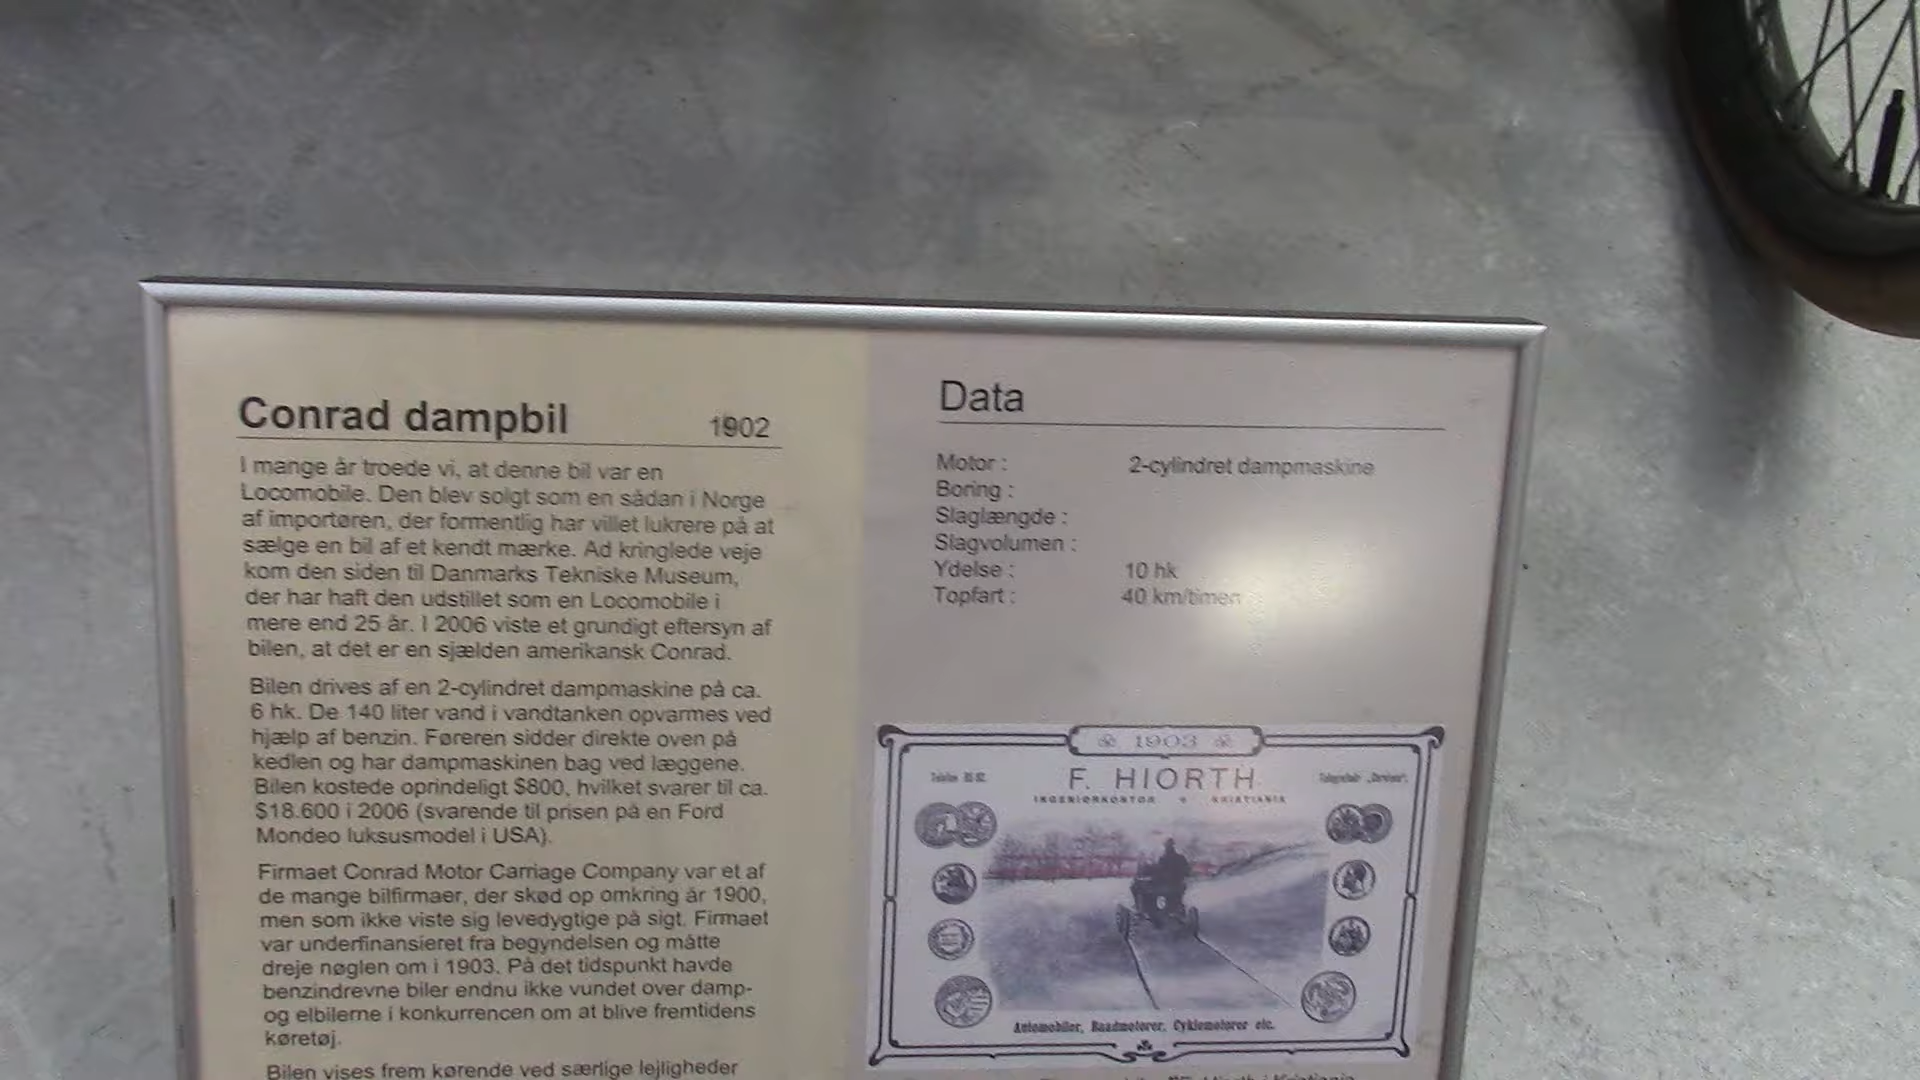 Conrad dampbil 1902
I mange år troede vi, at denne bil var en
Locomobile. Den blev solgt som en sådan i Norge
af importøren, der formentlig har villet lukrere på at
sælge en bil af et kendt mærke. Ad kringlede veje
kom den siden til Danmarks Tekniske Museum,
der har haft den udstillet som en Locomobile i
mere end 25 år. I 2006 viste et grundigt eftersyn af
bilen, at det er en sjælden amerikansk Conrad.
Bilen drives af en 2-cylindret dampmaskine på ca.
6 hk. De 140 liter vand i vandtanken opvarmes ved
hjælp af benzin. Føreren sidder direkte oven på
kedlen og har dampmaskinen bag ved læggene.
Bilen kostede oprindeligt $800, hvilket svarer til ca.
$18.600 i 2006 (svarende til prisen på en Ford
Mondeo luksusmodel i USA).
Firmaet Conrad Motor Carriage Company var et af
de mange bilfirmaer, der skød op omkring år 1900,
men som ikke viste sig levedygtige på sigt. Firmaet
var underfinansieret fra begyndelsen og måtte
dreje nøglen om i 1903. På det tidspunkt havde
benzindrevne biler endnu ikke vundet over damp-
og elbilerne i konkurrencen om at blive fremtidens
køretøj.
Bilen vises frem kørende ved særlige lejligheder
Data
Motor : 2-cylindret dampmaskine
Boring :
Slaglængde :
Slagvolumen :
Ydelse : 10 hk
Topfart : 40 km/timen
1903
F. HIORTH
INGENIØRKONTOR KRISTIANIA
Automobiler, Baadmotorer, Cyklemotorer etc.